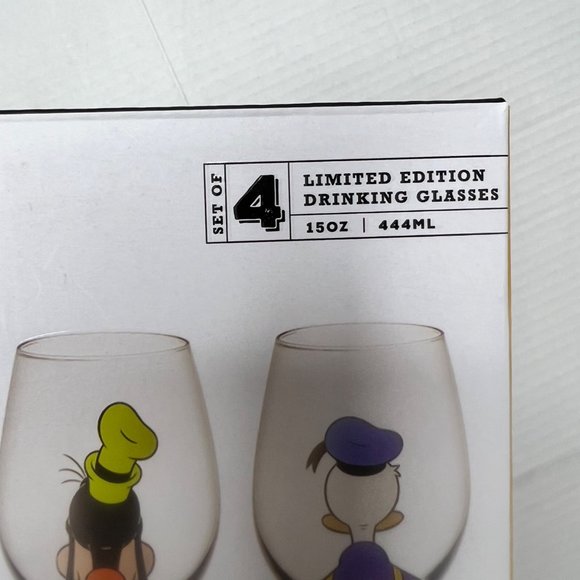 SET OF
4
LIMITED EDITION
DRINKING GLASSES
15OZ | 444ML